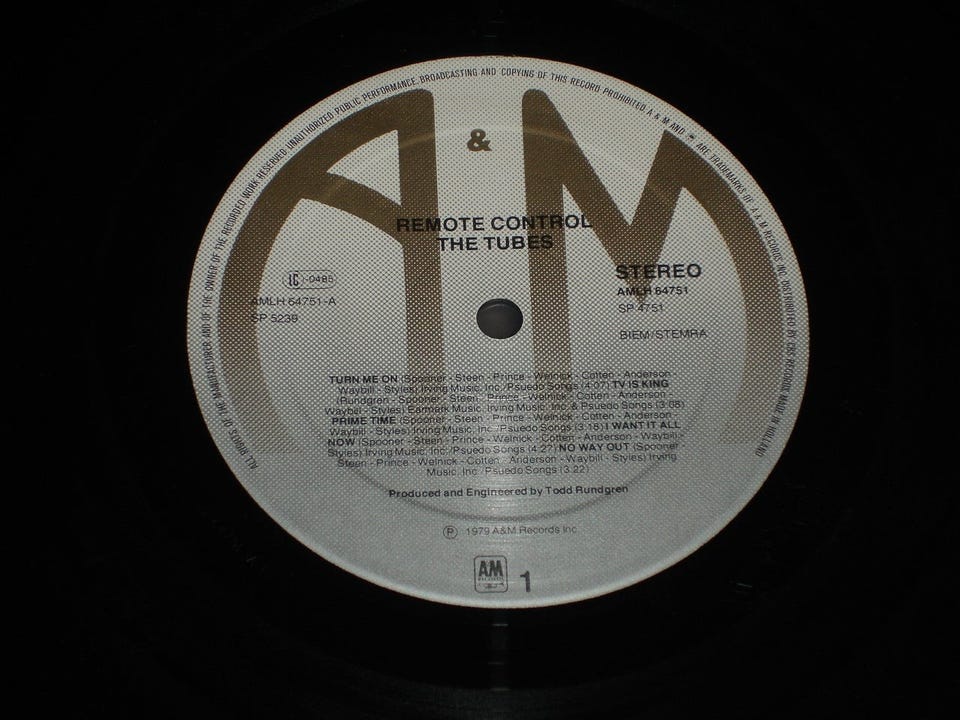 ALL RIGHTS OF THE MANUFACTURER AND OF THE OWNER OF THE RECORDED WORK RESERVED. UNAUTHORIZED PUBLIC PERFORMANCE, BROADCASTING AND COPYING OF THIS RECORD PROHIBITED. A & M AND ARE TRADEMARKS OF A & M RECORDS INC. DISTRIBUTED BY CBS RECORDS MADE IN HOLLAND
A & M
REMOTE CONTROL
THE TUBES
LC 0485
AMLH 64751-A
SP 5239
STEREO
AMLH 64751
SP 4751
BIEM/STEMRA
TURN ME ON (Spooner - Steen - Prince - Welnick - Cotten - Anderson -
Waybill - Styles) Irving Music, Inc./Psuedo Songs (4:07) TV IS KING
(Rundgren - Spooner - Steen - Prince - Welnick - Cotten - Anderson -
Waybel - Styles) Earmark Music, Irving Music, Inc. & Psuedo Songs (3:08)
PRIME TIME (Spooner - Steen - Prince - Welnick - Cotten - Anderson -
Waybill - Styles) Irving Music, Inc./Psuedo Songs (3:18) I WANT IT ALL
NOW (Spooner - Steen - Prince - Welnick - Cotten - Anderson - Waybill -
Styles) Irving Music, Inc./Psuedo Songs (4:27) NO WAY OUT (Spooner -
Steen - Prince - Welnick - Cotten - Anderson - Waybill - Styles) Irving
Music, Inc./Psuedo Songs (3:22)
Produced and Engineered by Todd Rundgren
℗ 1979 A&M Records Inc.
AM
RECORDS
1